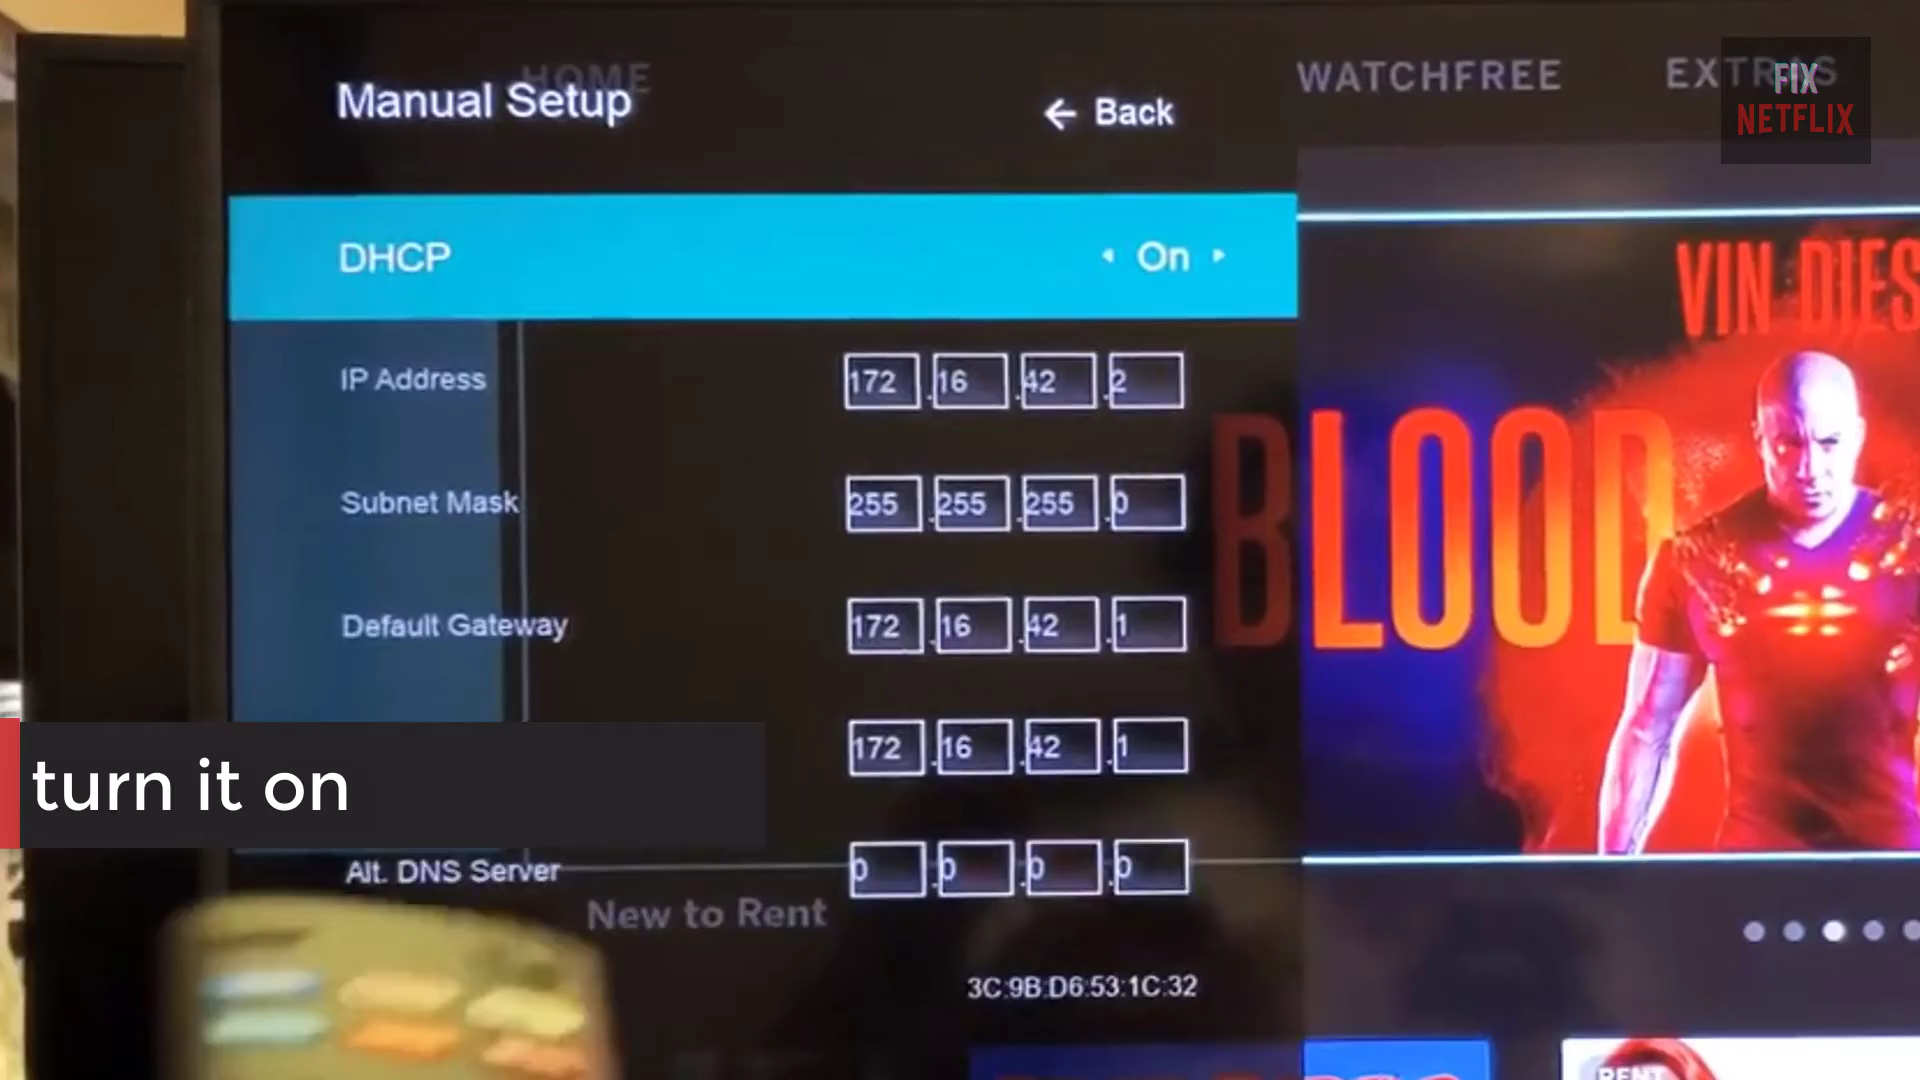 HOME
Manual Setup
← Back
WATCHFREE
EXTRAS
FIX
NETFLIX
DHCP
On
VIN DIES
IP Address
172.16.42.2
BLOOD
Subnet Mask
255.255.255.0
Default Gateway
172.16.42.1
172.16.42.1
turn it on
Alt. DNS Server
0.0.0.0
New to Rent
3C:9B:D6:53:1C:32
RENT